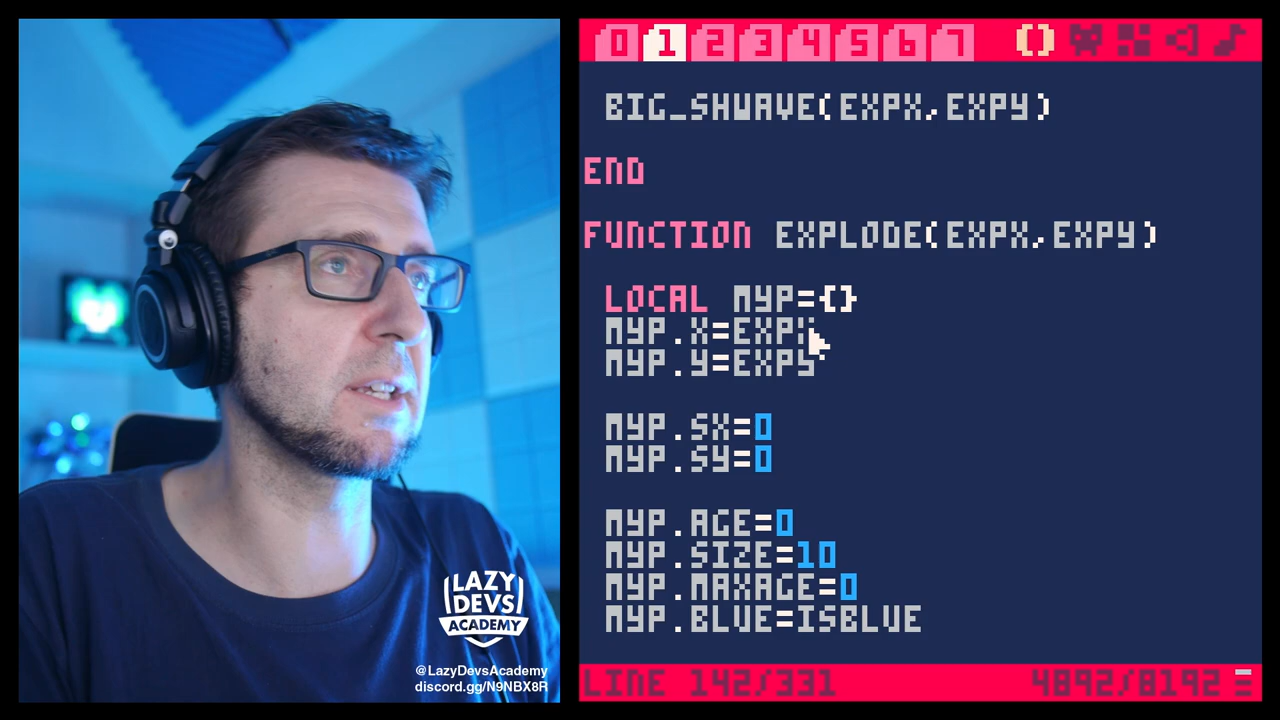 LAZY
DEVS
ACADEMY
@LazyDevsAcademy
discord.gg/N9NBX8R
0 1 2 3 4 5 6 7 ()
BIG_SHWAVE(EXPX,EXPY)
END
FUNCTION EXPLODE(EXPX,EXPY)
LOCAL MYP={}
MYP.X=EXPX
MYP.Y=EXPY
MYP.SX=0
MYP.SY=0
MYP.AGE=0
MYP.SIZE=10
MYP.MAXAGE=0
MYP.BLUE=ISBLUE
LINE 142/331 4892/8192